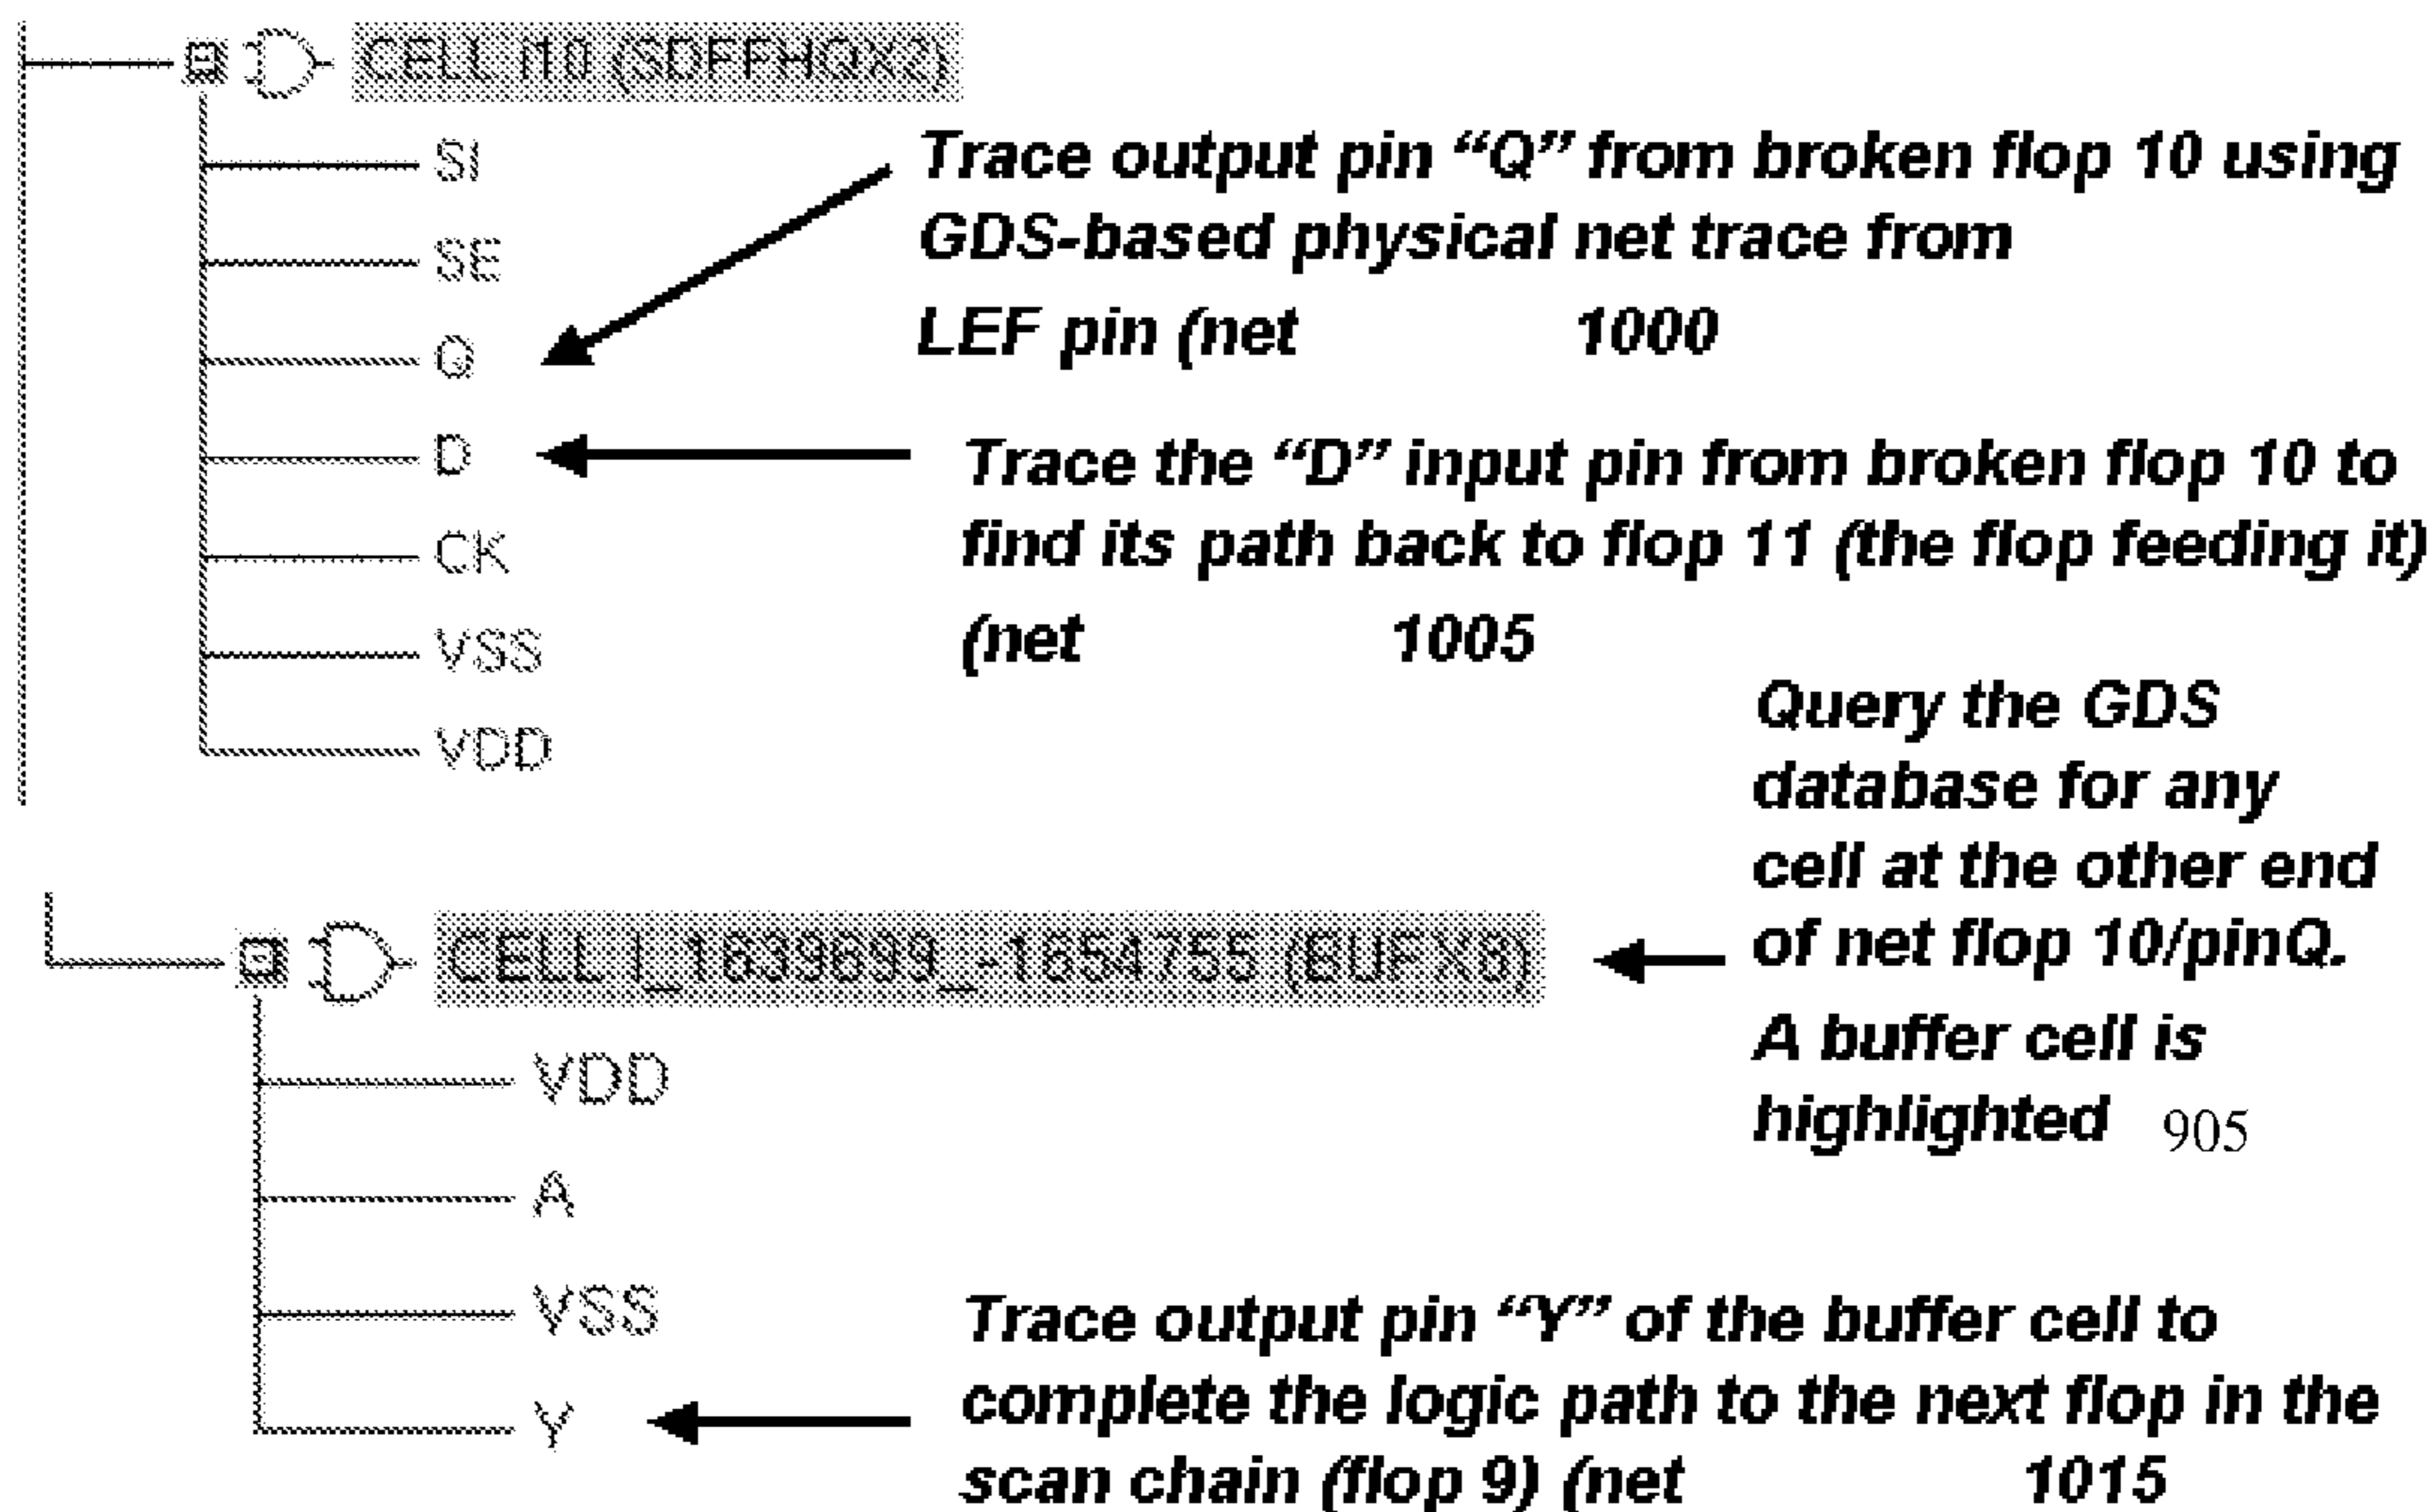 CELL i10 (SDFFHQX2)
SI
SE
Q
D
CK
VSS
VDD
Trace output pin “Q” from broken flop 10 using
GDS-based physical net trace from
LEF pin (net 1000
Trace the “D” input pin from broken flop 10 to
find its path back to flop 11 (the flop feeding it)
(net 1005
Query the GDS
database for any
cell at the other end
of net flop 10/pinQ.
A buffer cell is
highlighted 905
CELL I_1639699_-1654755 (BUFX8)
VDD
A
VSS
Y
Trace output pin “Y” of the buffer cell to
complete the logic path to the next flop in the
scan chain (flop 9) (net 1015